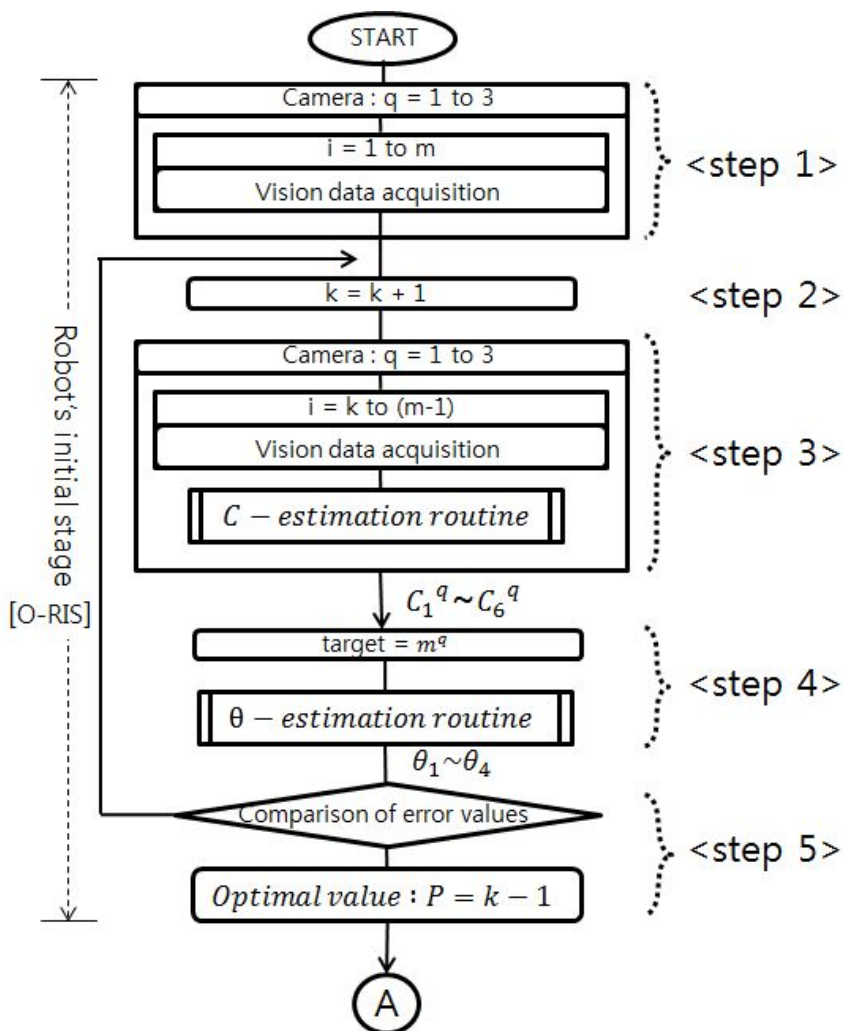 START
Camera : q = 1 to 3
i = 1 to m
Vision data acquisition
<step 1>
k = k + 1
<step 2>
Camera : q = 1 to 3
i = k to (m-1)
Vision data acquisition
C − estimation routine
<step 3>
Robot's initial stage
[O-RIS]
C₁^q~C₆^q
target = m^q
θ − estimation routine
<step 4>
θ₁~θ₄
Comparison of error values
Optimal value : P = k − 1
<step 5>
A